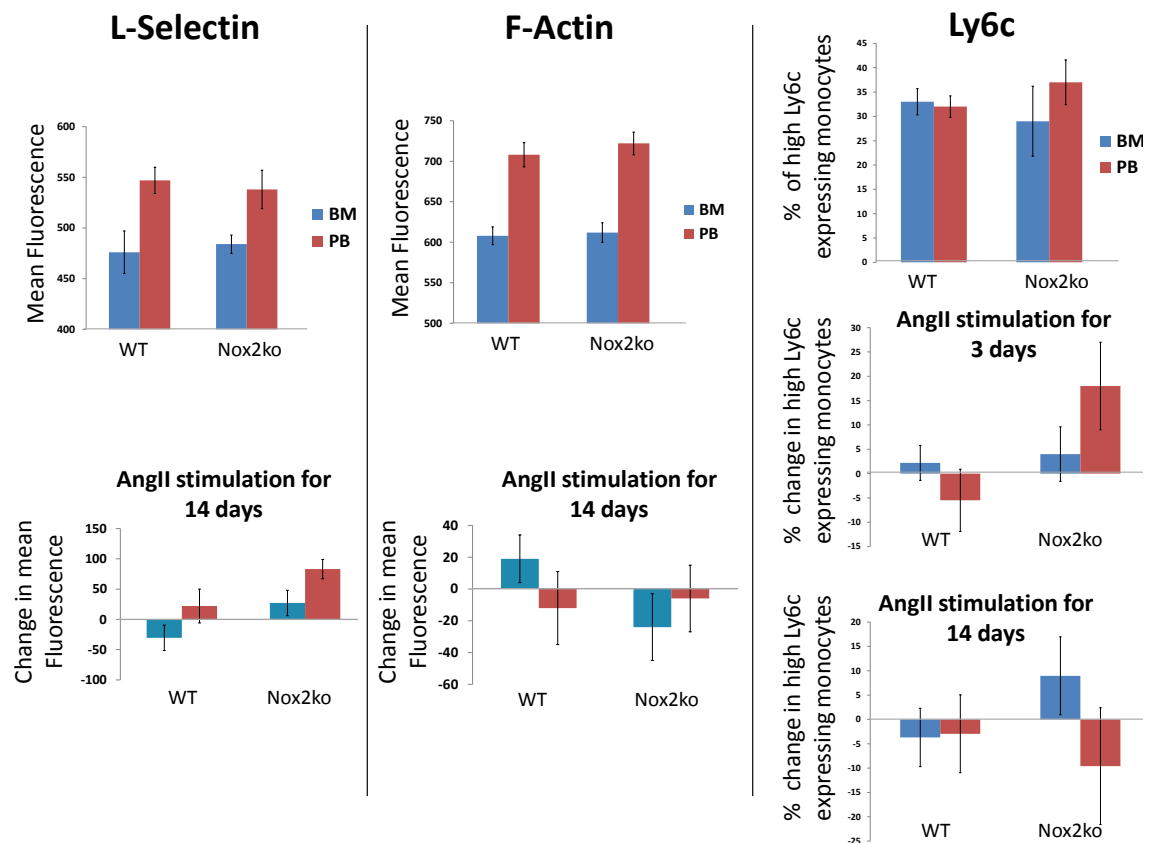 L-Selectin
Mean Fluorescence
600
550
500
450
400
WT
Nox2ko
BM
PB
AngII stimulation for
14 days
Change in mean
Fluorescence
150
100
50
0
-50
-100
WT
Nox2ko
F-Actin
Mean Fluorescence
750
700
650
600
550
500
WT
Nox2ko
BM
PB
AngII stimulation for
14 days
Change in mean
Fluorescence
40
20
0
-20
-40
-60
WT
Nox2ko
Ly6c
% of high Ly6c
expressing monocytes
45
40
35
30
25
20
15
10
5
0
WT
Nox2ko
BM
PB
AngII stimulation for
3 days
% change in high Ly6c
expressing monocytes
30
25
20
15
10
5
0
-5
-10
-15
WT
Nox2ko
AngII stimulation for
14 days
% change in high Ly6c
expressing monocytes
20
15
10
5
0
-5
-10
-15
-20
-25
WT
Nox2ko